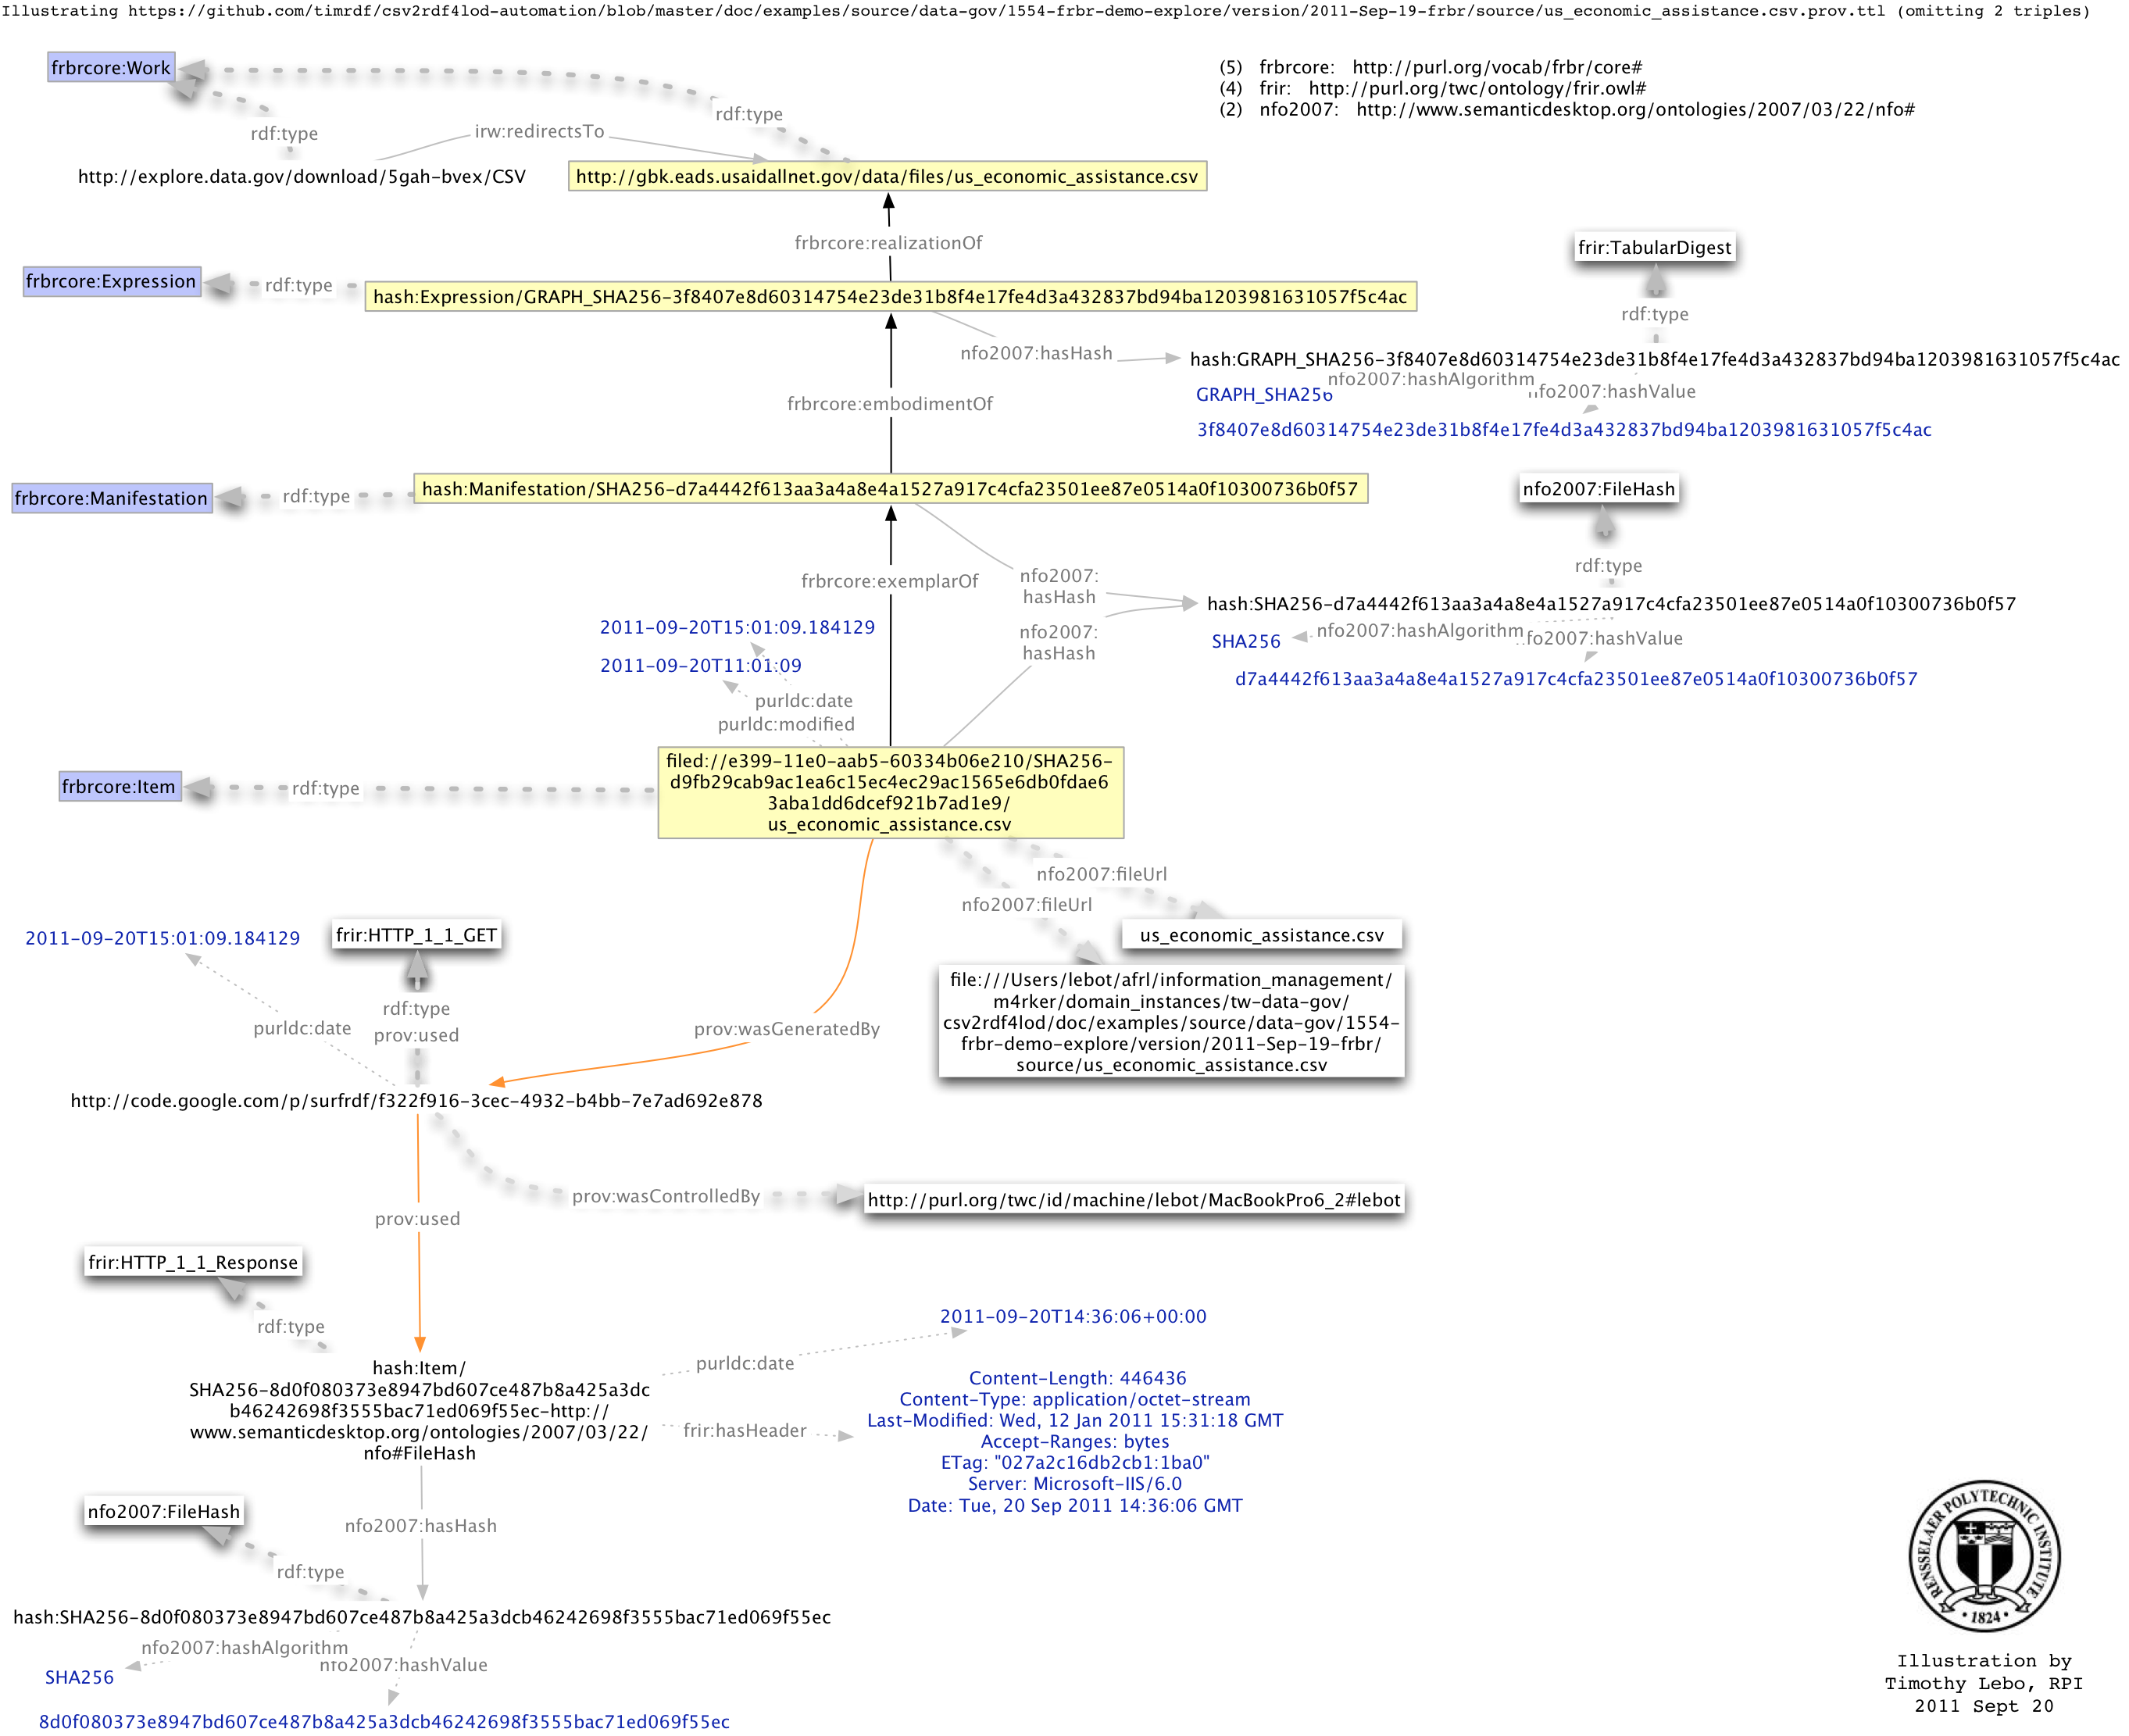 Illustrating https://github.com/timrdf/csv2rdf4lod-automation/blob/master/doc/examples/source/data-gov/1554-frbr-demo-explore/version/2011-Sep-19-frbr/source/us_economic_assistance.csv.prov.ttl (omitting 2 triples)
frbrcore:Work
(5) frbrcore: http://purl.org/vocab/frbr/core#
(4) frir: http://purl.org/twc/ontology/frir.owl#
(2) nfo2007: http://www.semanticdesktop.org/ontologies/2007/03/22/nfo#
rdf:type
rdf:type
irw:redirectsTo
http://explore.data.gov/download/5gah-bvex/CSV
http://gbk.eads.usaidallnet.gov/data/files/us_economic_assistance.csv
frbrcore:realizationOf
frir:TabularDigest
frbrcore:Expression
rdf:type
hash:Expression/GRAPH_SHA256-3f8407e8d60314754e23de31b8f4e17fe4d3a432837bd94ba1203981631057f5c4ac
rdf:type
nfo2007:hasHash
hash:GRAPH_SHA256-3f8407e8d60314754e23de31b8f4e17fe4d3a432837bd94ba1203981631057f5c4ac
nfo2007:hashAlgorithm
nfo2007:hashValue
GRAPH_SHA256
frbrcore:embodimentOf
3f8407e8d60314754e23de31b8f4e17fe4d3a432837bd94ba1203981631057f5c4ac
frbrcore:Manifestation
rdf:type
hash:Manifestation/SHA256-d7a4442f613aa3a4a8e4a1527a917c4cfa23501ee87e0514a0f10300736b0f57
nfo2007:FileHash
rdf:type
frbrcore:exemplarOf
nfo2007:
hasHash
hash:SHA256-d7a4442f613aa3a4a8e4a1527a917c4cfa23501ee87e0514a0f10300736b0f57
2011-09-20T15:01:09.184129
nfo2007:
hasHash
nfo2007:hashAlgorithm
nfo2007:hashValue
SHA256
2011-09-20T11:01:09
d7a4442f613aa3a4a8e4a1527a917c4cfa23501ee87e0514a0f10300736b0f57
purldc:date
purldc:modified
frbrcore:Item
rdf:type
filed://e399-11e0-aab5-60334b06e210/SHA256-
d9fb29cab9ac1ea6c15ec4ec29ac1565e6db0fdae6
3aba1dd6dcef921b7ad1e9/
us_economic_assistance.csv
nfo2007:fileUrl
nfo2007:fileUrl
us_economic_assistance.csv
2011-09-20T15:01:09.184129
frir:HTTP_1_1_GET
file:///Users/lebot/afrl/information_management/
m4rker/domain_instances/tw-data-gov/
csv2rdf4lod/doc/examples/source/data-gov/1554-
frbr-demo-explore/version/2011-Sep-19-frbr/
source/us_economic_assistance.csv
rdf:type
purldc:date
prov:used
prov:wasGeneratedBy
http://code.google.com/p/surfrdf/f322f916-3cec-4932-b4bb-7e7ad692e878
prov:wasControlledBy
http://purl.org/twc/id/machine/lebot/MacBookPro6_2#lebot
prov:used
frir:HTTP_1_1_Response
rdf:type
2011-09-20T14:36:06+00:00
purldc:date
hash:Item/
SHA256-8d0f080373e8947bd607ce487b8a425a3dc
b46242698f3555bac71ed069f55ec-http://
www.semanticdesktop.org/ontologies/2007/03/22/
nfo#FileHash
frir:hasHeader
Content-Length: 446436
Content-Type: application/octet-stream
Last-Modified: Wed, 12 Jan 2011 15:31:18 GMT
Accept-Ranges: bytes
ETag: "027a2c16db2cb1:1ba0"
Server: Microsoft-IIS/6.0
Date: Tue, 20 Sep 2011 14:36:06 GMT
nfo2007:FileHash
nfo2007:hasHash
rdf:type
hash:SHA256-8d0f080373e8947bd607ce487b8a425a3dcb46242698f3555bac71ed069f55ec
nfo2007:hashAlgorithm
nfo2007:hashValue
SHA256
8d0f080373e8947bd607ce487b8a425a3dcb46242698f3555bac71ed069f55ec
RENSSELAER POLYTECHNIC INSTITUTE
1824
Illustration by
Timothy Lebo, RPI
2011 Sept 20